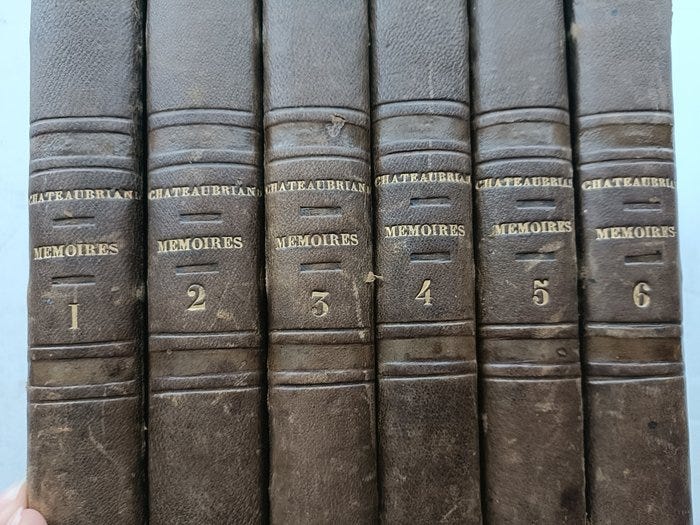 CHATEAUBRIAND
MEMOIRES
1
CHATEAUBRIAND
MEMOIRES
2
CHATEAUBRIAND
MEMOIRES
3
CHATEAUBRIAND
MEMOIRES
4
CHATEAUBRIAND
MEMOIRES
5
CHATEAUBRIAND
MEMOIRES
6